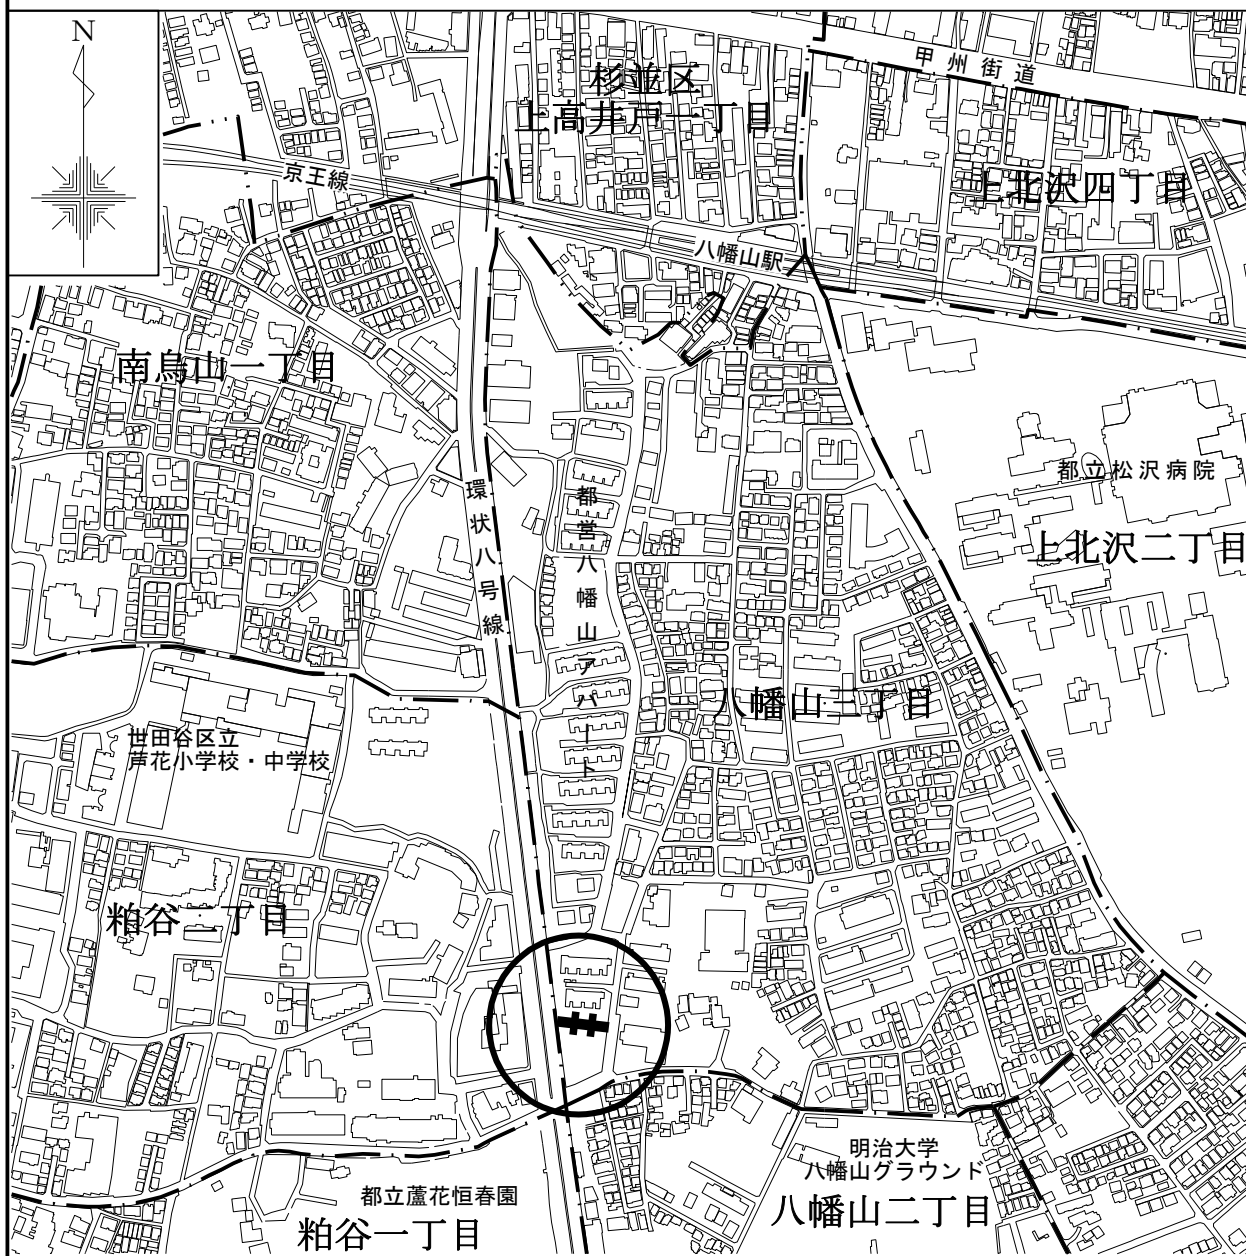 N
甲州街道
杉並区
上高井戸一丁目
京王線
上北沢四丁目
八幡山駅
南烏山一丁目
都立松沢病院
環状八号線
都営八幡山アパート
上北沢二丁目
八幡山三丁目
世田谷区立
芦花小学校・中学校
粕谷二丁目
明治大学
八幡山グラウンド
都立蘆花恒春園
八幡山二丁目
粕谷一丁目